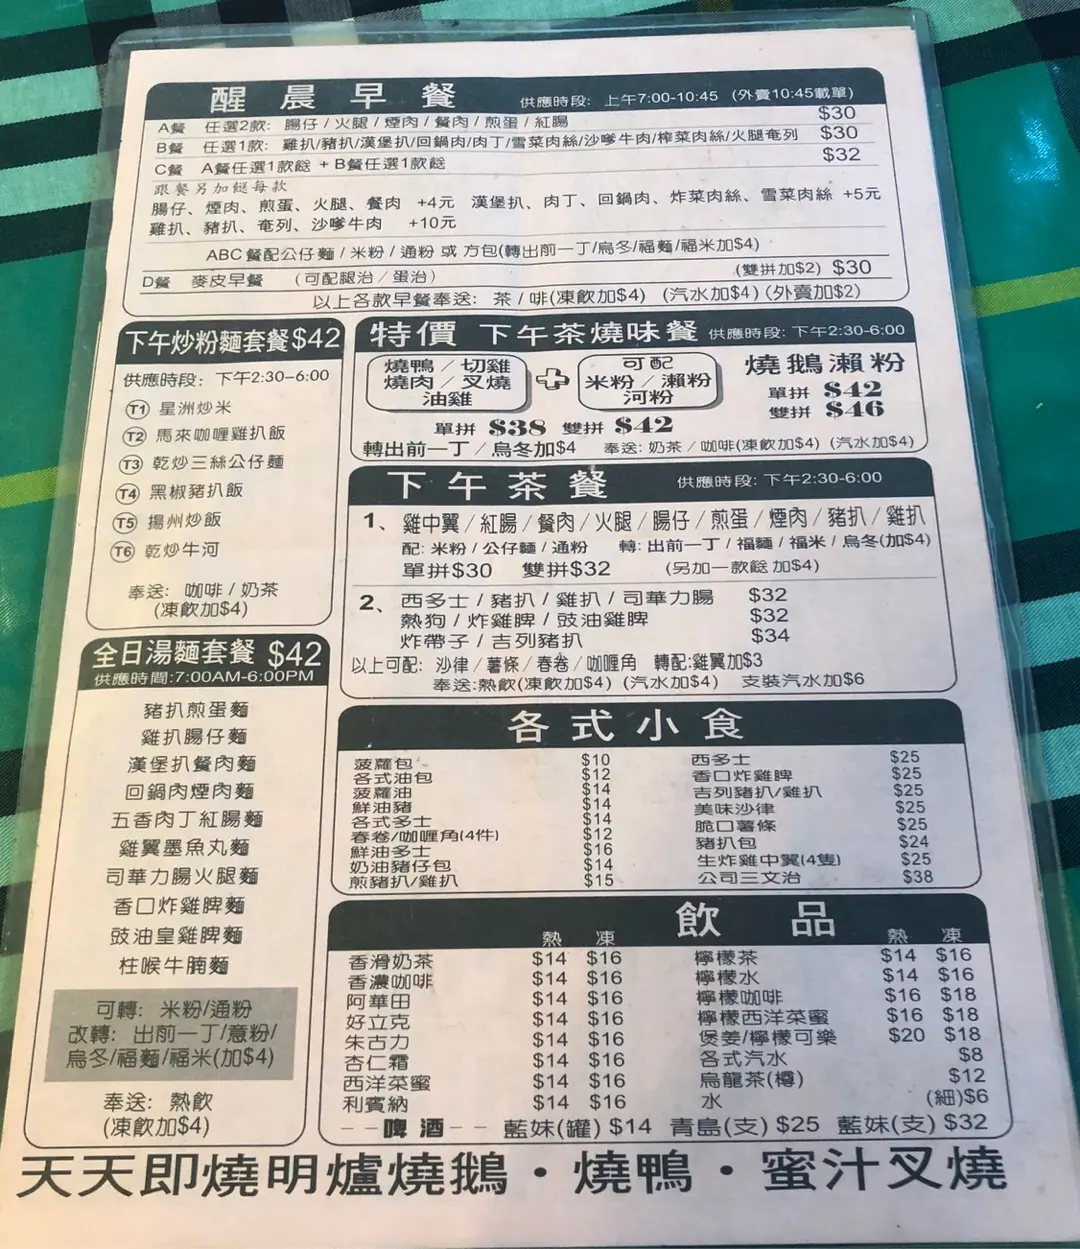 醒晨早餐 供應時段: 上午7:00-10:45 (外賣10:45截單)
A餐 任選2款: 腸仔/火腿/煙肉/餐肉/煎蛋/紅腸 $30
B餐 任選1款: 雞扒/豬扒/漢堡扒/回鍋肉/肉丁/雪菜肉絲/沙嗲牛肉/榨菜肉絲/火腿奄列 $30
C餐 A餐任選1款餸 + B餐任選1款餸 $32
跟餐另加餸每款
腸仔、煙肉、煎蛋、火腿、餐肉 +4元 漢堡扒、肉丁、回鍋肉、炸菜肉絲、雪菜肉絲 +5元
雞扒、豬扒、奄列、沙嗲牛肉 +10元
ABC餐配公仔麵/米粉/通粉 或 方包(轉出前一丁/烏冬/福麵/福米加$4)
D餐 麥皮早餐 (可配腿治/蛋治) (雙拼加$2) $30
以上各款早餐奉送: 茶/啡(凍飲加$4) (汽水加$4) (外賣加$2)
下午炒粉麵套餐$42
供應時段: 下午2:30-6:00
T1 星洲炒米
T2 馬來咖喱雞扒飯
T3 乾炒三絲公仔麵
T4 黑椒豬扒飯
T5 揚州炒飯
T6 乾炒牛河
奉送: 咖啡/奶茶
(凍飲加$4)
全日湯麵套餐 $42
供應時間:7:00AM-6:00PM
豬扒煎蛋麵
雞扒腸仔麵
漢堡扒餐肉麵
回鍋肉煙肉麵
五香肉丁紅腸麵
雞翼墨魚丸麵
司華力腸火腿麵
香口炸雞髀麵
豉油皇雞髀麵
柱喉牛腩麵
可轉: 米粉/通粉
改轉: 出前一丁/意粉/
烏冬/福麵/福米(加$4)
奉送: 熱飲
(凍飲加$4)
特價 下午茶燒味餐 供應時段: 下午2:30-6:00
燒鴨/切雞
燒肉/叉燒
油雞
+
可配
米粉/瀨粉
河粉
單拼 $38 雙拼 $42
燒鵝瀨粉
單拼 $42
雙拼 $46
轉出前一丁/烏冬加$4 奉送: 奶茶/咖啡(凍飲加$4) (汽水加$4)
下午茶餐 供應時段: 下午2:30-6:00
1、雞中翼/紅腸/餐肉/火腿/腸仔/煎蛋/煙肉/豬扒/雞扒
配: 米粉/公仔麵/通粉 轉: 出前一丁/福麵/福米/烏冬(加$4)
單拼$30 雙拼$32 (另加一款餸 加$4)
2、西多士/豬扒/雞扒/司華力腸 $32
熱狗/炸雞髀/豉油雞髀 $32
炸帶子/吉列豬扒 $34
以上可配: 沙律/薯條/春卷/咖喱角 轉配:雞翼加$3
奉送:熱飲(凍飲加$4) (汽水加$4) 支裝汽水加$6
各式小食
菠蘿包 $10
各式油包 $12
菠蘿油 $14
鮮油豬 $14
各式多士 $14
春卷/咖喱角(4件) $12
鮮油多士 $16
奶油豬仔包 $14
煎豬扒/雞扒 $15
西多士 $25
香口炸雞髀 $25
吉列豬扒/雞扒 $25
美味沙律 $25
脆口薯條 $25
豬扒包 $24
生炸雞中翼(4隻) $25
公司三文治 $38
飲品
熱 凍
香滑奶茶 $14 $16
香濃咖啡 $14 $16
阿華田 $14 $16
好立克 $14 $16
朱古力 $14 $16
杏仁霜 $14 $16
西洋菜蜜 $14 $16
利賓納 $14 $16
熱 凍
檸檬茶 $14 $16
檸檬水 $14 $16
檸檬咖啡 $16 $18
檸檬西洋菜蜜 $16 $18
煲姜/檸檬可樂 $20 $18
各式汽水 $8
烏龍茶(樽) $12
水 (細)$6
--啤酒-- 藍妹(罐) $14 青島(支) $25 藍妹(支) $32
天天即燒明爐燒鵝・燒鴨・蜜汁叉燒